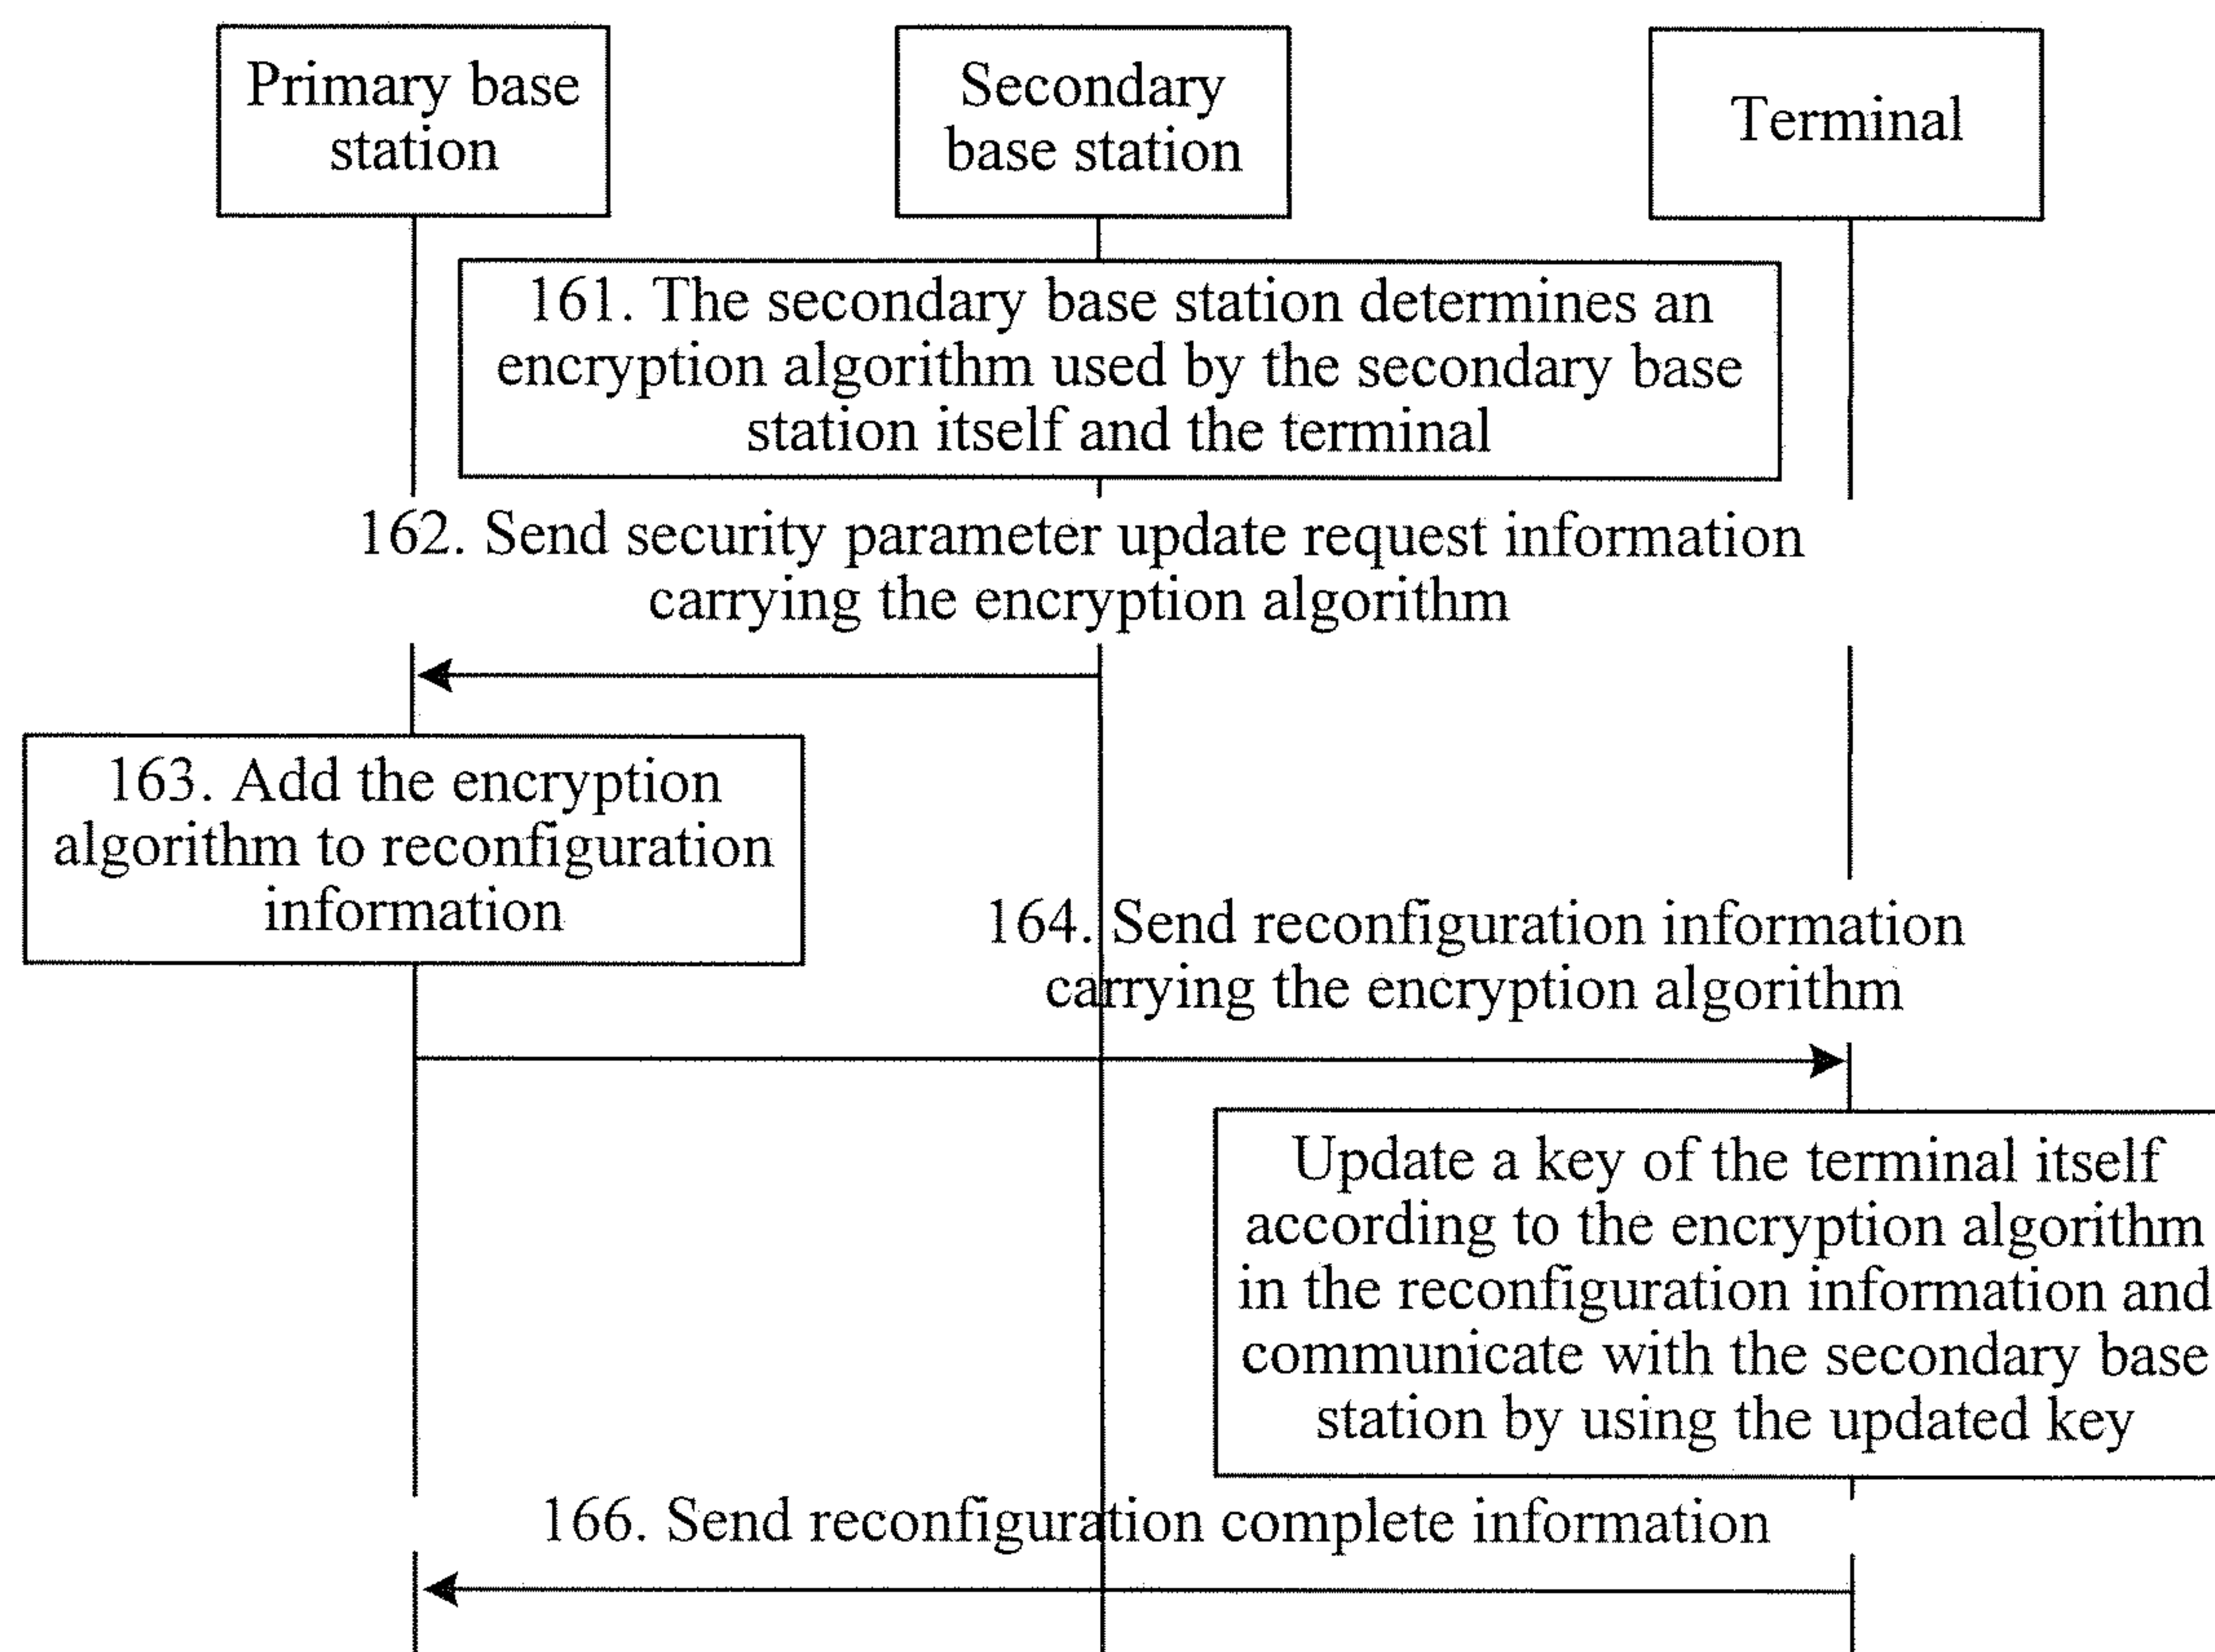 Primary base
station
Secondary
base station
Terminal
161. The secondary base station determines an
encryption algorithm used by the secondary base
station itself and the terminal
162. Send security parameter update request information
carrying the encryption algorithm
163. Add the encryption
algorithm to reconfiguration
information
164. Send reconfiguration information
carrying the encryption algorithm
Update a key of the terminal itself
according to the encryption algorithm
in the reconfiguration information and
communicate with the secondary base
station by using the updated key
166. Send reconfiguration complete information